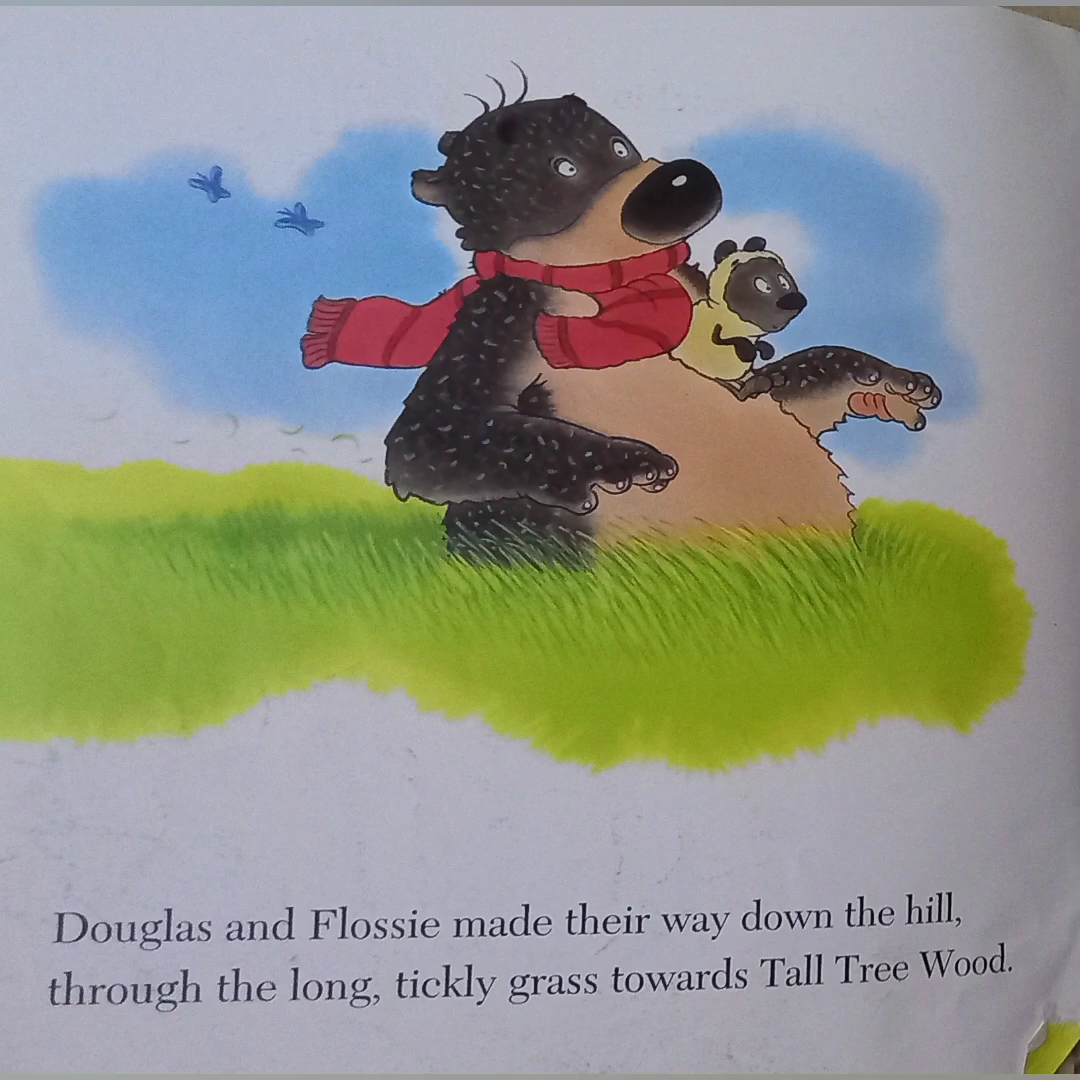 Douglas and Flossie made their way down the hill,
through the long, tickly grass towards Tall Tree Wood.